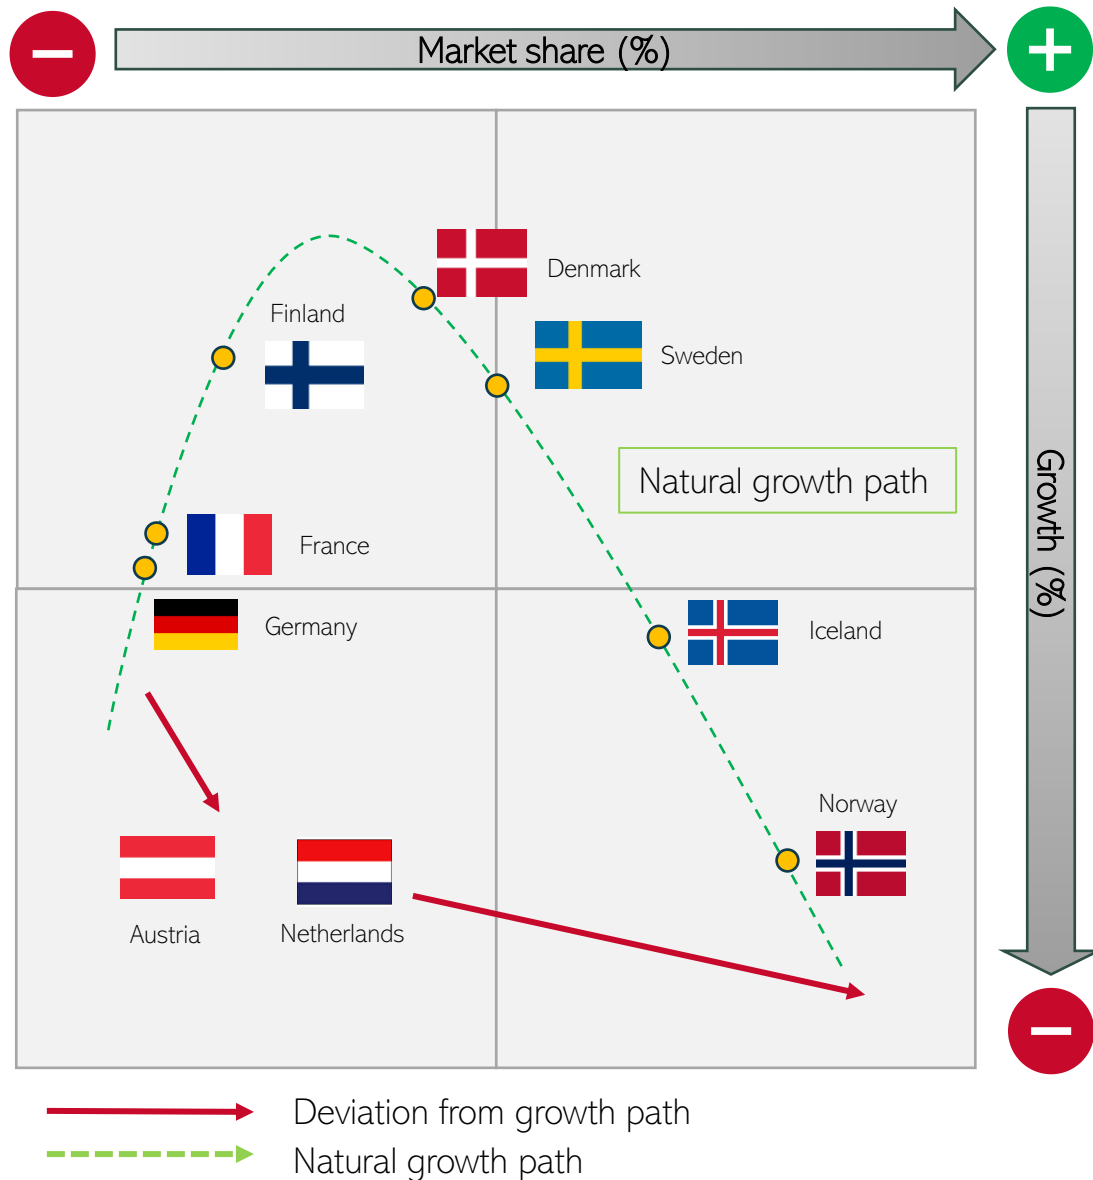 Market share (%)
Denmark
Finland
Sweden
Natural growth path
Growth (%)
France
Germany
Iceland
Norway
Austria
Netherlands
Deviation from growth path
Natural growth path